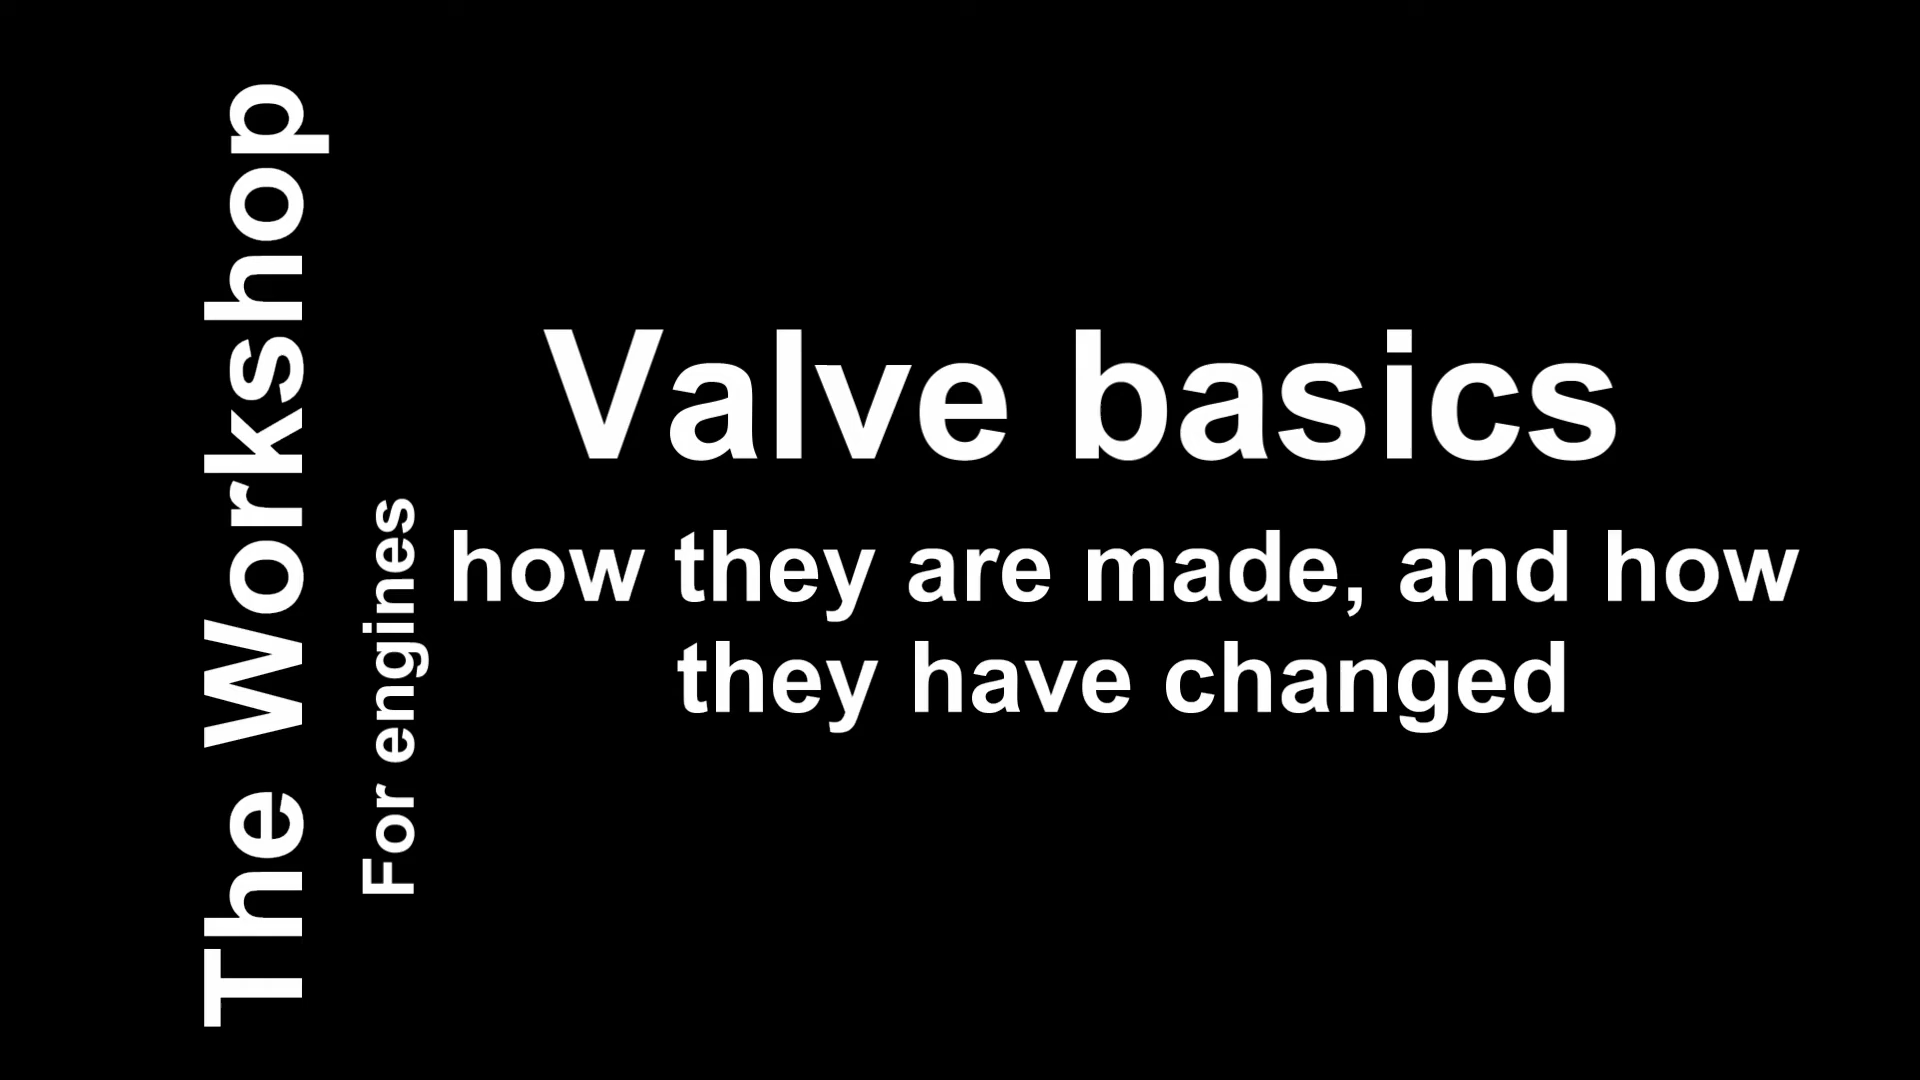 The Workshop
For engines
Valve basics
how they are made, and how
they have changed